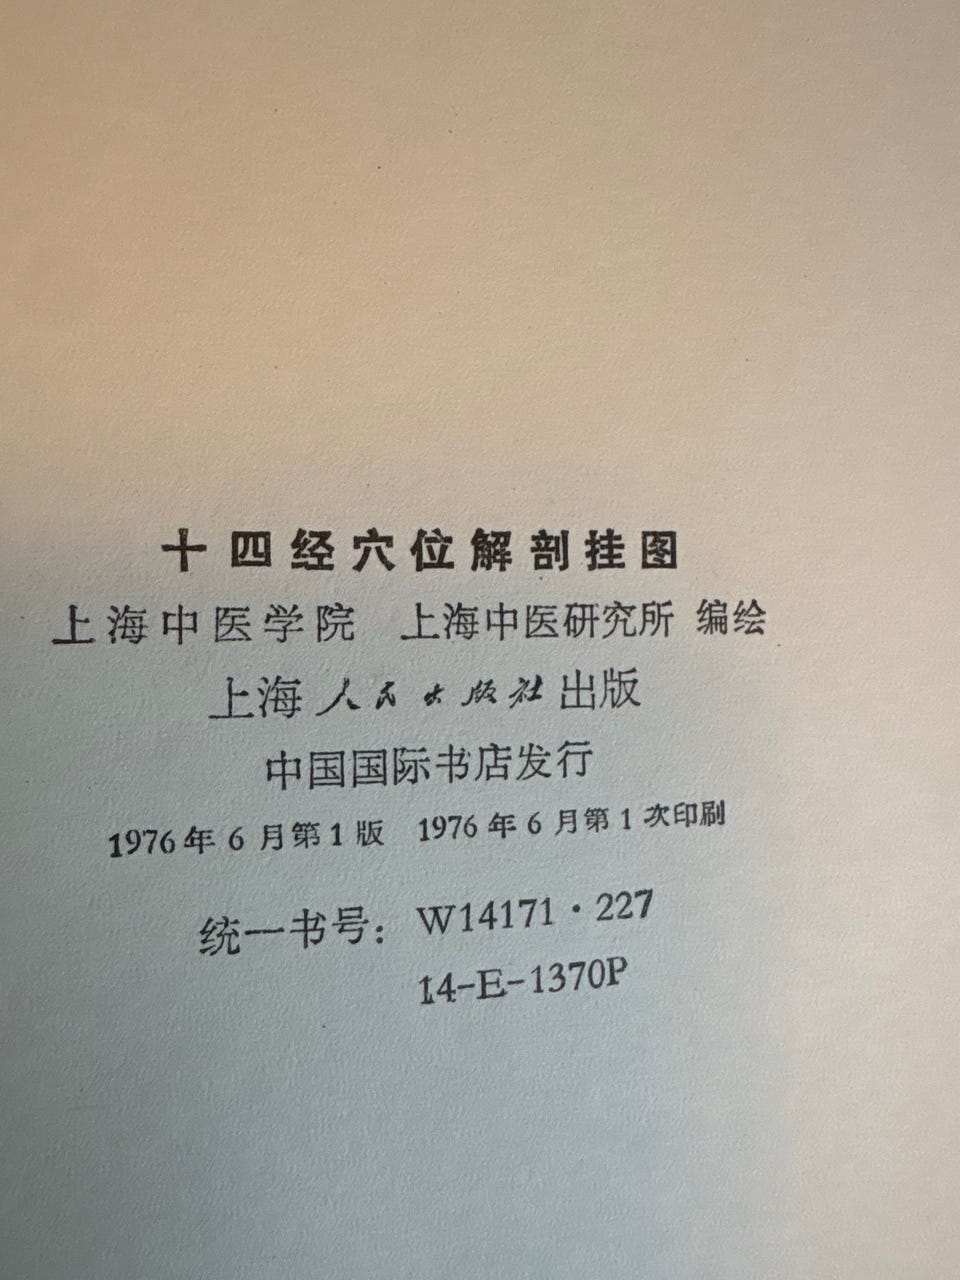 十四经穴位解剖挂图
上海中医学院 上海中医研究所 编绘
上海人民出版社出版
中国国际书店发行
1976年6月第1版 1976年6月第1次印刷
统一书号: W14171·227
14-E-1370P